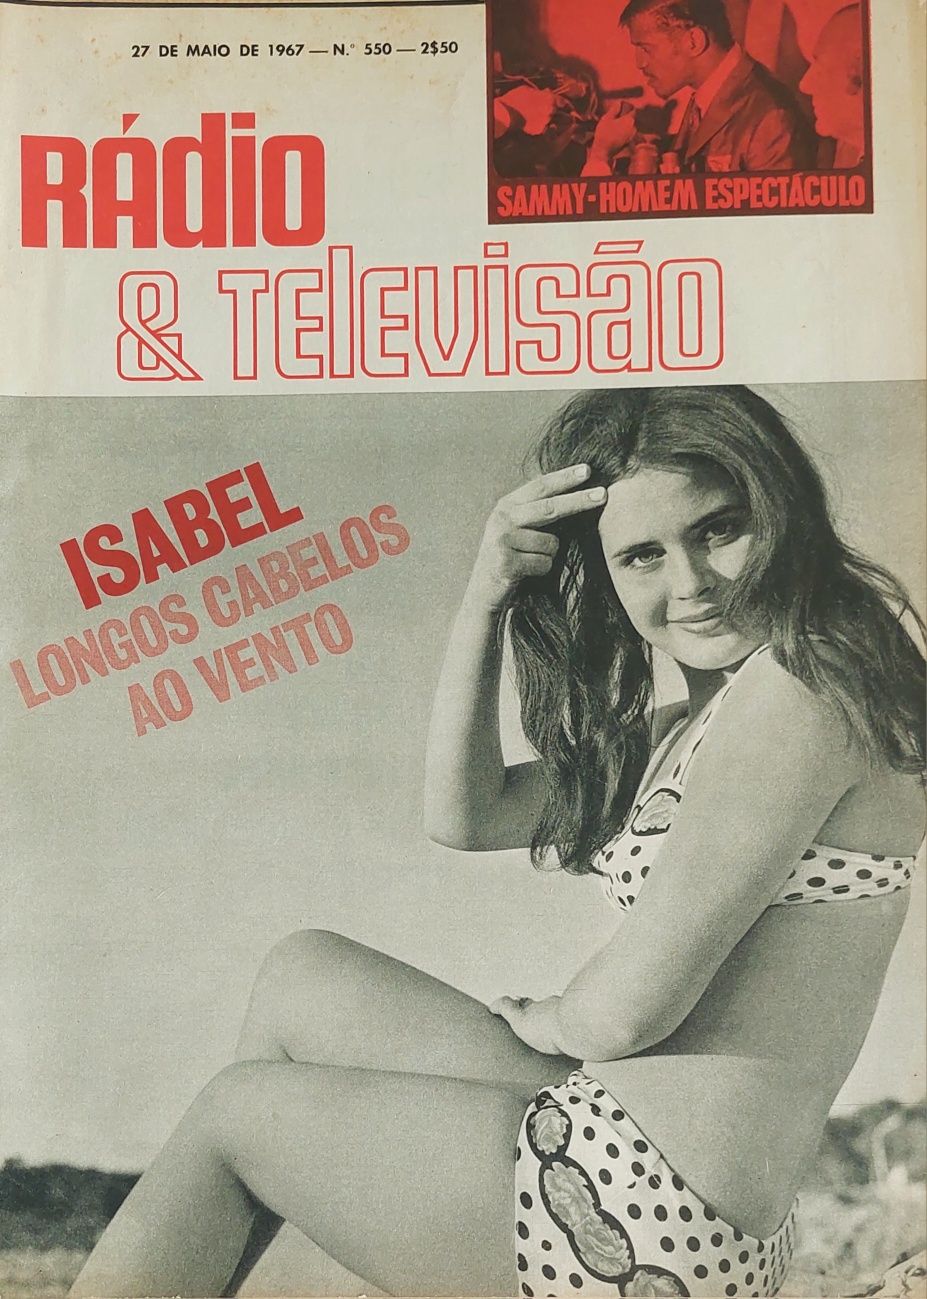 27 DE MAIO DE 1967 — N.º 550 — 2$50
RÁdio
& TElEvisão
SAMMY-HOMEM ESPECTÁCULO
ISABEL
LONGOS CABELOS
AO VENTO